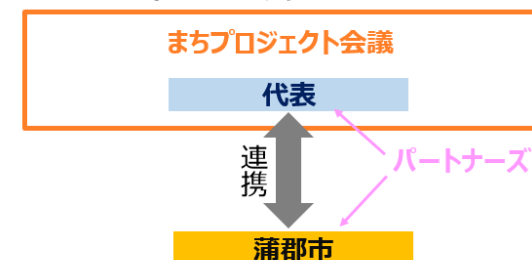 まちプロジェクト会議
代表
連携
パートナーズ
蒲郡市